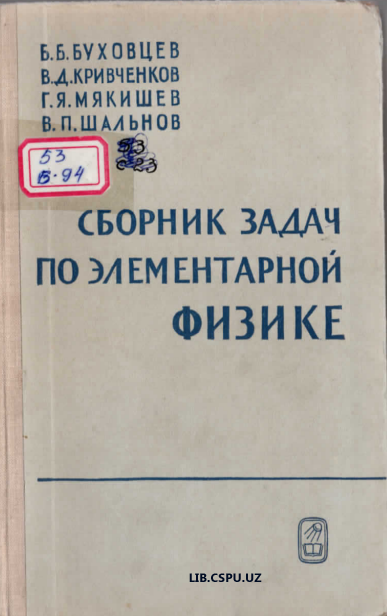 Б.Б.БУХОВЦЕВ
В.Д.КРИВЧЕНКОВ
Г.Я.МЯКИШЕВ
В.П.ШАЛЬНОВ
53
Б-94
СБОРНИК ЗАДАЧ
ПО ЭЛЕМЕНТАРНОЙ
ФИЗИКЕ
LIB.CSPU.UZ